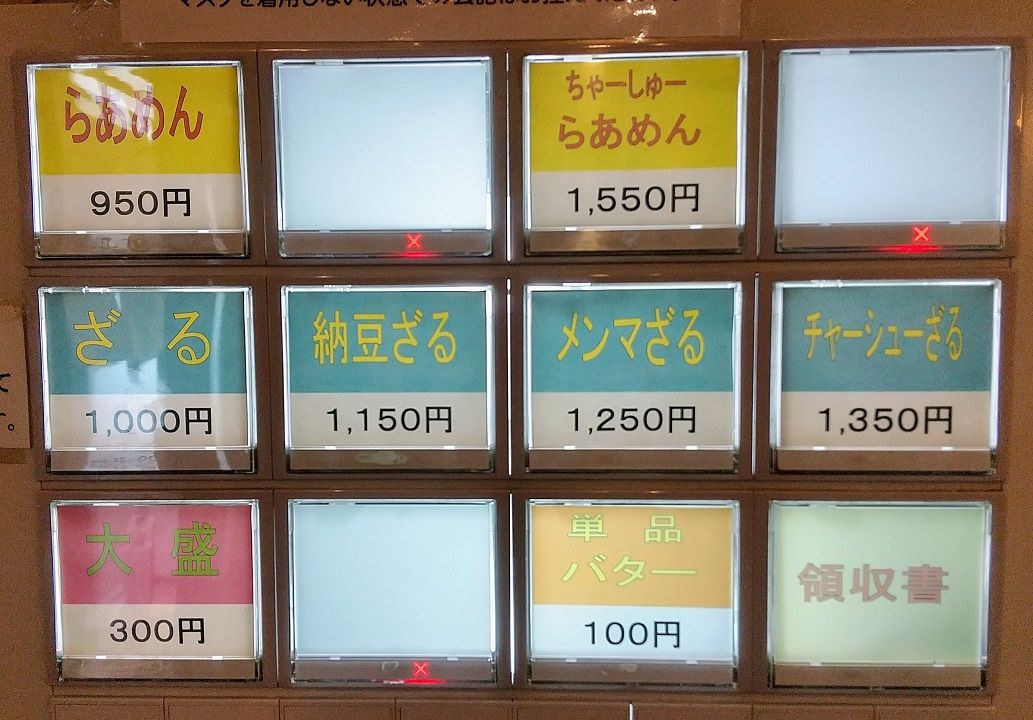 らあめん
950円
ちゃーしゅー
らあめん
1,550円
ざる
1,000円
納豆ざる
1,150円
メンマざる
1,250円
チャーシューざる
1,350円
大盛
300円
単品
バター
100円
領収書